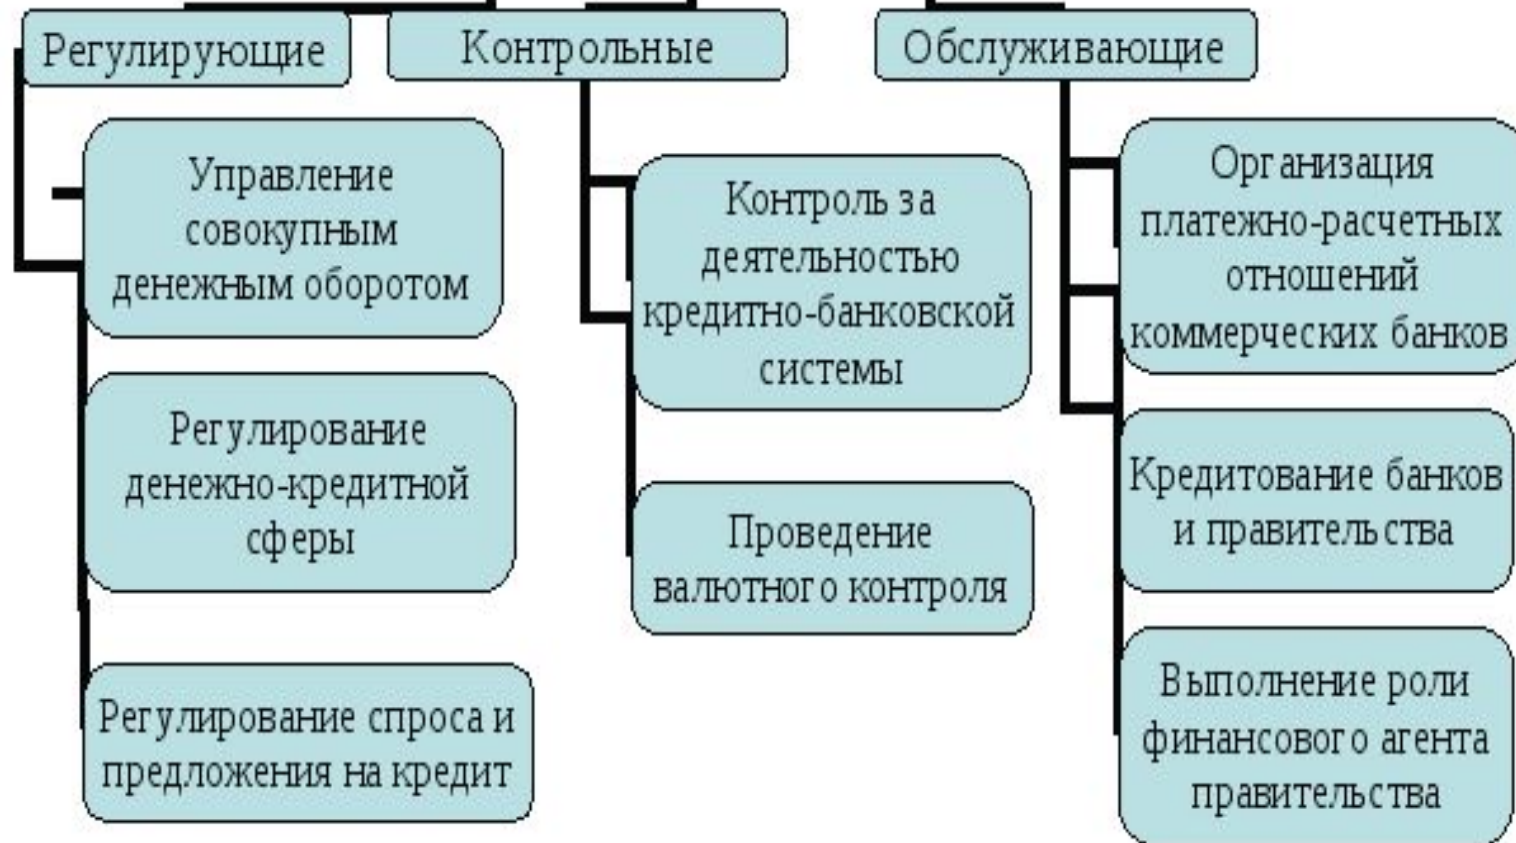 Регулирующие
Контрольные
Обслуживающие
Управление
совокупным
денежным оборотом
Регулирование
денежно-кредитной
сферы
Регулирование спроса и
предложения на кредит
Контроль за
деятельностью
кредитно-банковской
системы
Проведение
валютного контроля
Организация
платежно-расчетных
отношений
коммерческих банков
Кредитование банков
и правительства
Выполнение роли
финансового агента
правительства